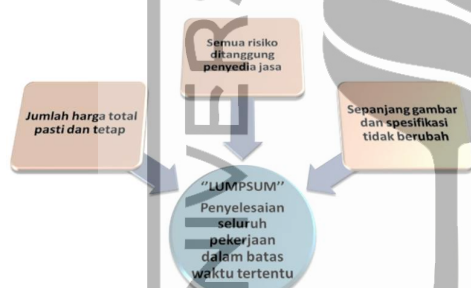 Semua risiko
ditanggung
penyedia jasa
Jumlah harga total
pasti dan tetap
Sepanjang gambar
dan spesifikasi
tidak berubah
‘’LUMPSUM’’
Penyelesaian
seluruh
pekerjaan
dalam batas
waktu tertentu